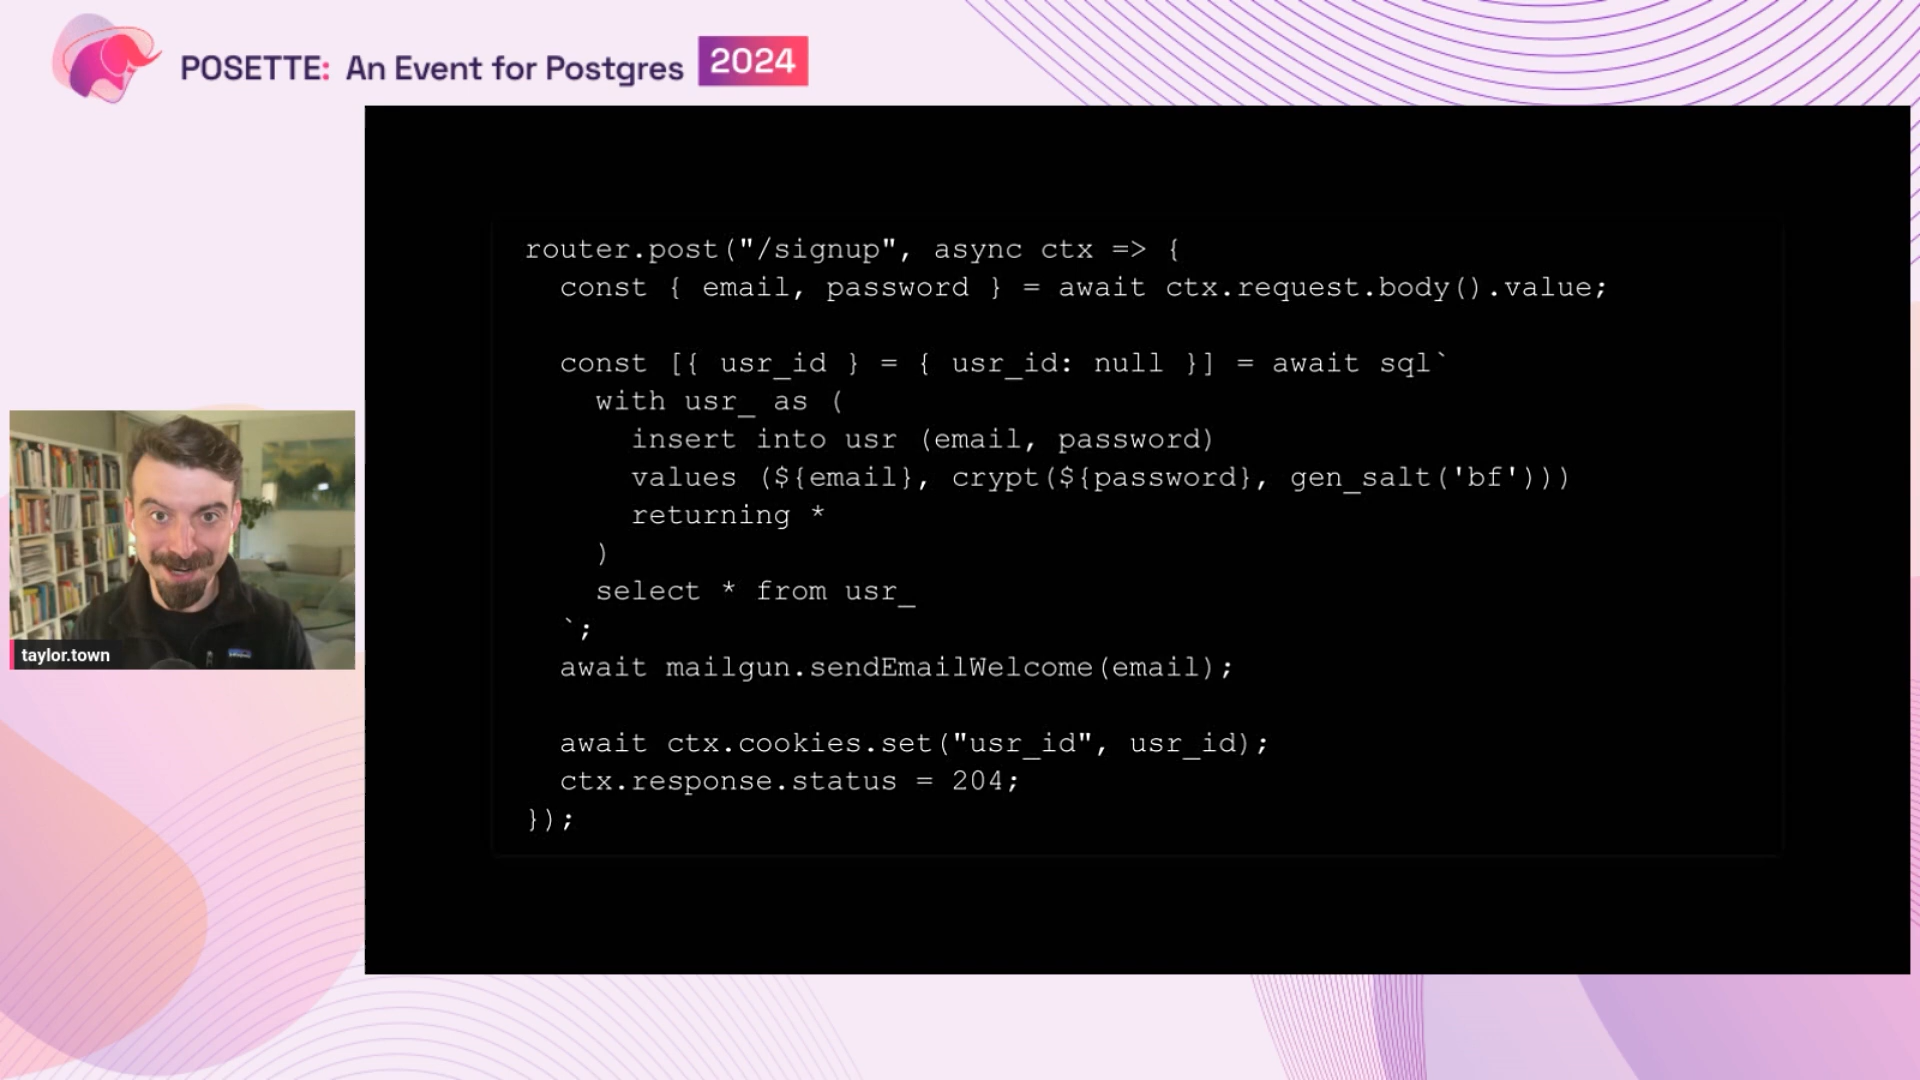 POSETTE: An Event for Postgres 2024
router.post("/signup", async ctx => {
  const { email, password } = await ctx.request.body().value;

  const [{ usr_id } = { usr_id: null }] = await sql`
    with usr_ as (
      insert into usr (email, password)
      values (${email}, crypt(${password}, gen_salt('bf')))
      returning *
    )
    select * from usr_
  `;
  await mailgun.sendEmailWelcome(email);

  await ctx.cookies.set("usr_id", usr_id);
  ctx.response.status = 204;
});
taylor.town